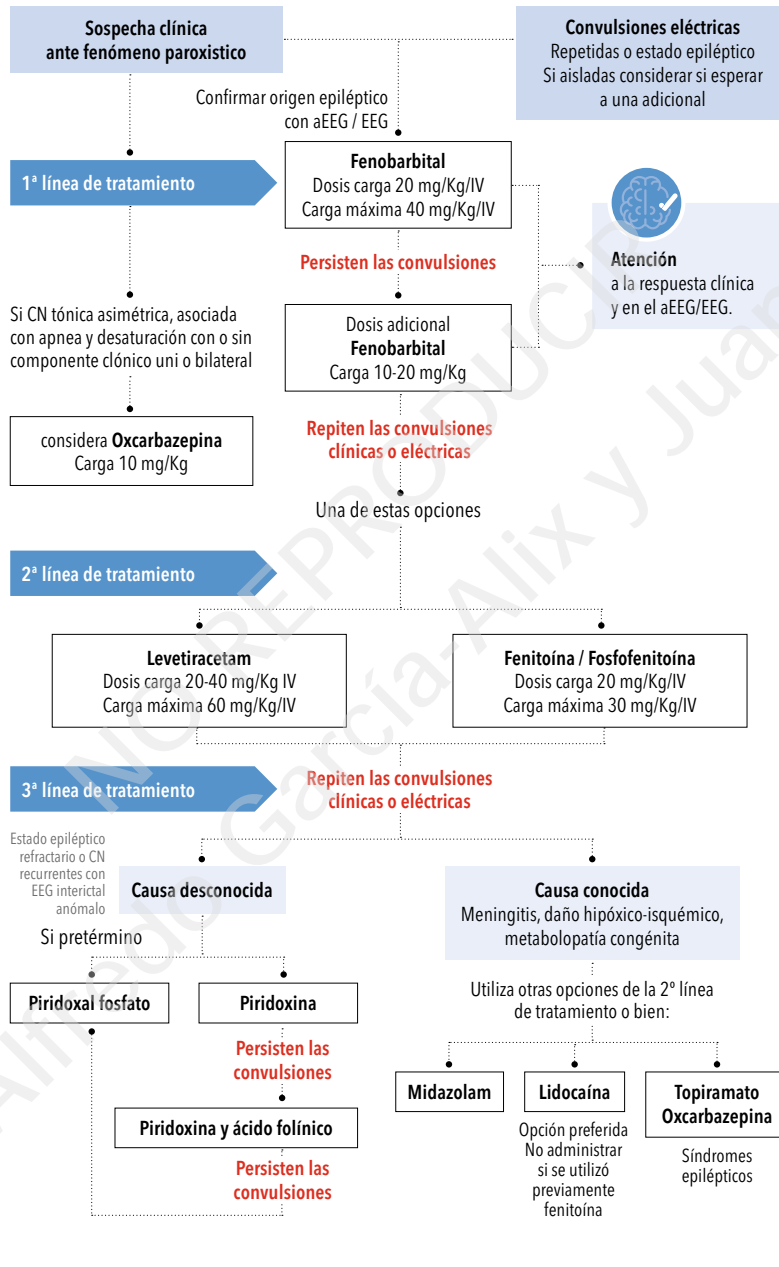 Sospecha clínica
ante fenómeno paroxistico
Convulsiones eléctricas
Repetidas o estado epiléptico
Si aisladas considerar si esperar
a una adicional
Confirmar origen epiléptico
con aEEG / EEG
1ª línea de tratamiento
Fenobarbital
Dosis carga 20 mg/Kg/IV
Carga máxima 40 mg/Kg/IV
Persisten las convulsiones
Atención
a la respuesta clínica
y en el aEEG/EEG.
Si CN tónica asimétrica, asociada
con apnea y desaturación con o sin
componente clónico uni o bilateral
Dosis adicional
Fenobarbital
Carga 10-20 mg/Kg
considera Oxcarbazepina
Carga 10 mg/Kg
Repiten las convulsiones
clínicas o eléctricas
Una de estas opciones
2ª línea de tratamiento
Levetiracetam
Dosis carga 20-40 mg/Kg IV
Carga máxima 60 mg/Kg/IV
Fenitoína / Fosfofenitoína
Dosis carga 20 mg/Kg/IV
Carga máxima 30 mg/Kg/IV
3ª línea de tratamiento
Repiten las convulsiones
clínicas o eléctricas
Estado epiléptico
refractario o CN
recurrentes con
EEG interictal
anómalo
Causa desconocida
Causa conocida
Meningitis, daño hipóxico-isquémico,
metabolopatía congénita
Si pretérmino
Piridoxal fosfato
Piridoxina
Utiliza otras opciones de la 2º línea
de tratamiento o bien:
Persisten las
convulsiones
Midazolam
Lidocaína
Topiramato
Oxcarbazepina
Piridoxina y ácido folínico
Opción preferida
No administrar
si se utilizó
previamente
fenitoína
Síndromes
epilépticos
Persisten las
convulsiones
NO REPRODUCIR
Alfredo García-Alix y Juan